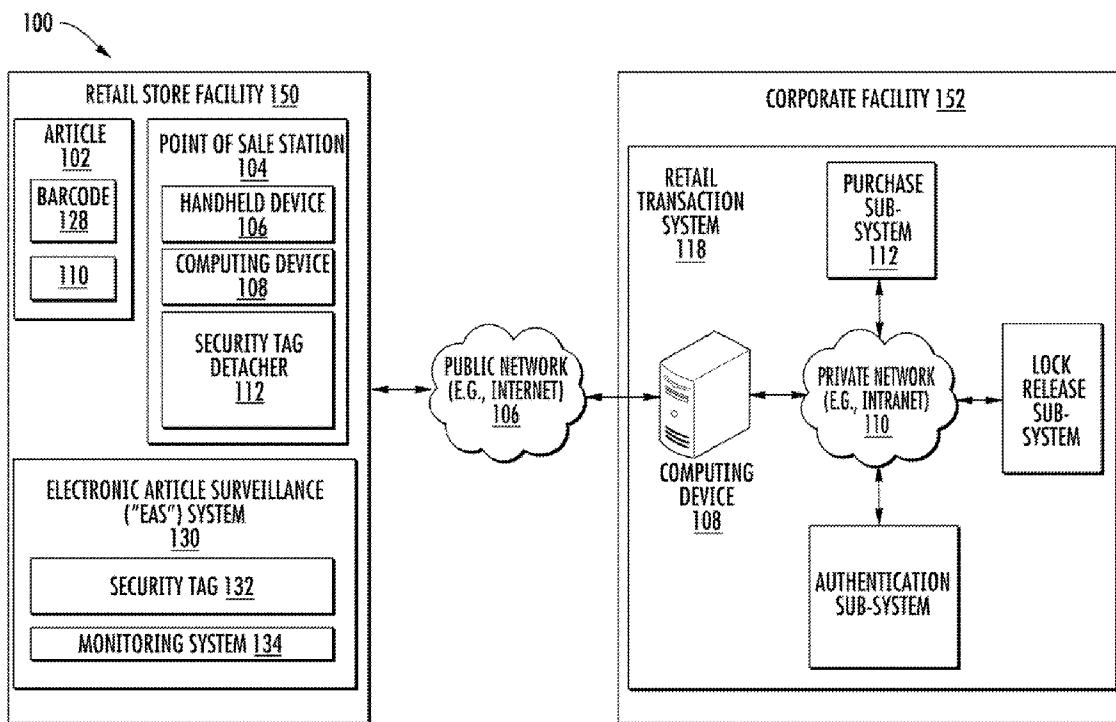 100
RETAIL STORE FACILITY 150
ARTICLE
102
BARCODE
128
110
POINT OF SALE STATION
104
HANDHELD DEVICE
106
COMPUTING DEVICE
108
SECURITY TAG
DETACHER
112
ELECTRONIC ARTICLE SURVEILLANCE
("EAS") SYSTEM
130
SECURITY TAG 132
MONITORING SYSTEM 134
PUBLIC NETWORK
(E.G., INTERNET)
106
CORPORATE FACILITY 152
RETAIL
TRANSACTION
SYSTEM
118
PURCHASE
SUB-
SYSTEM
112
COMPUTING
DEVICE
108
PRIVATE NETWORK
(E.G., INTRANET)
110
LOCK
RELEASE SUB-
SYSTEM
AUTHENTICATION
SUB-SYSTEM